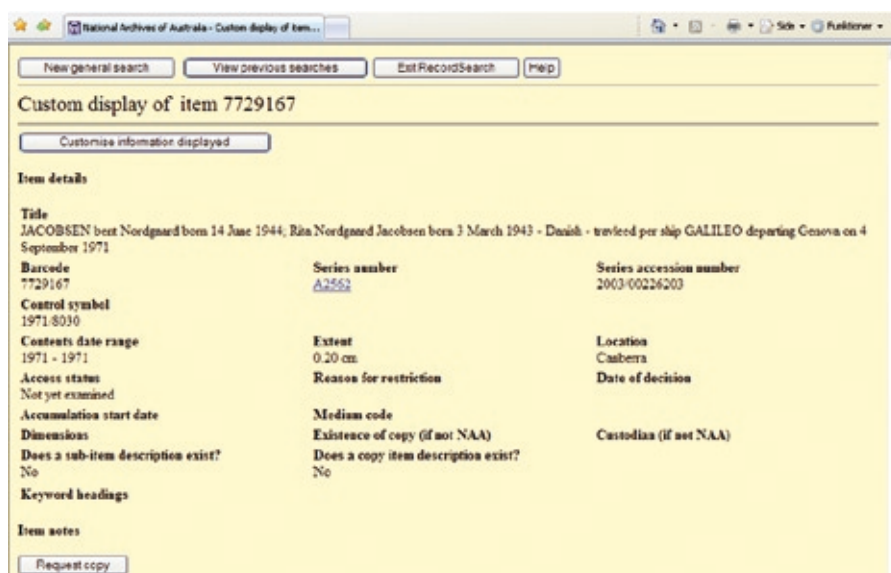 National Archives of Australia - Custom display of item...
Side
Funktioner
New general search View previous searches Exit RecordSearch Help
Custom display of item 7729167
Customise information displayed
Item details
Title
JACOBSEN bent Nordgaard born 14 June 1944; Rita Nordgaard Jacobsen born 3 March 1943 - Danish - travleed per ship GALILEO departing Genova on 4
September 1971
Barcode Series number Series accession number
7729167 A2562 2003/00226203
Control symbol
1971/8030
Contents date range Extent Location
1971 - 1971 0.20 cm Canberra
Access status Reason for restriction Date of decision
Not yet examined
Accumulation start date Medium code
Dimensions Existence of copy (if not NAA) Custodian (if not NAA)
Does a sub-item description exist? Does a copy item description exist?
No No
Keyword headings
Item notes
Request copy